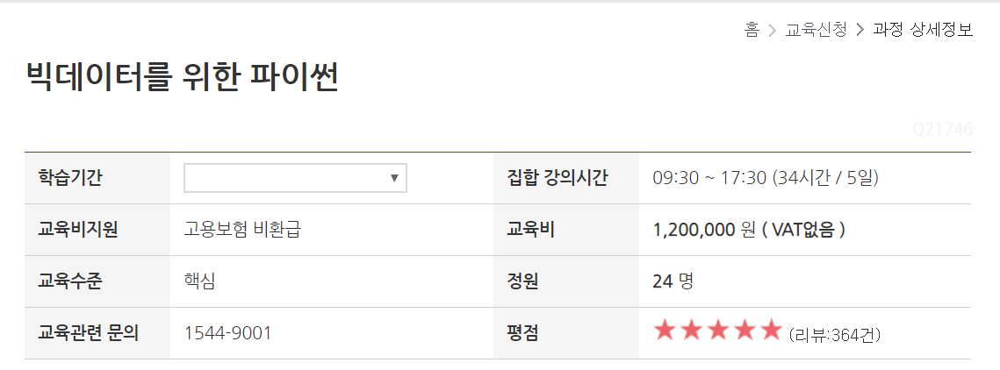 홈 > 교육신청 > 과정 상세정보
빅데이터를 위한 파이썬
Q21746
학습기간 집합 강의시간 09:30 ~ 17:30 (34시간 / 5일)
교육비지원 고용보험 비환급 교육비 1,200,000 원 ( VAT없음 )
교육수준 핵심 정원 24 명
교육관련 문의 1544-9001 평점 ★★★★★ (리뷰:364건)